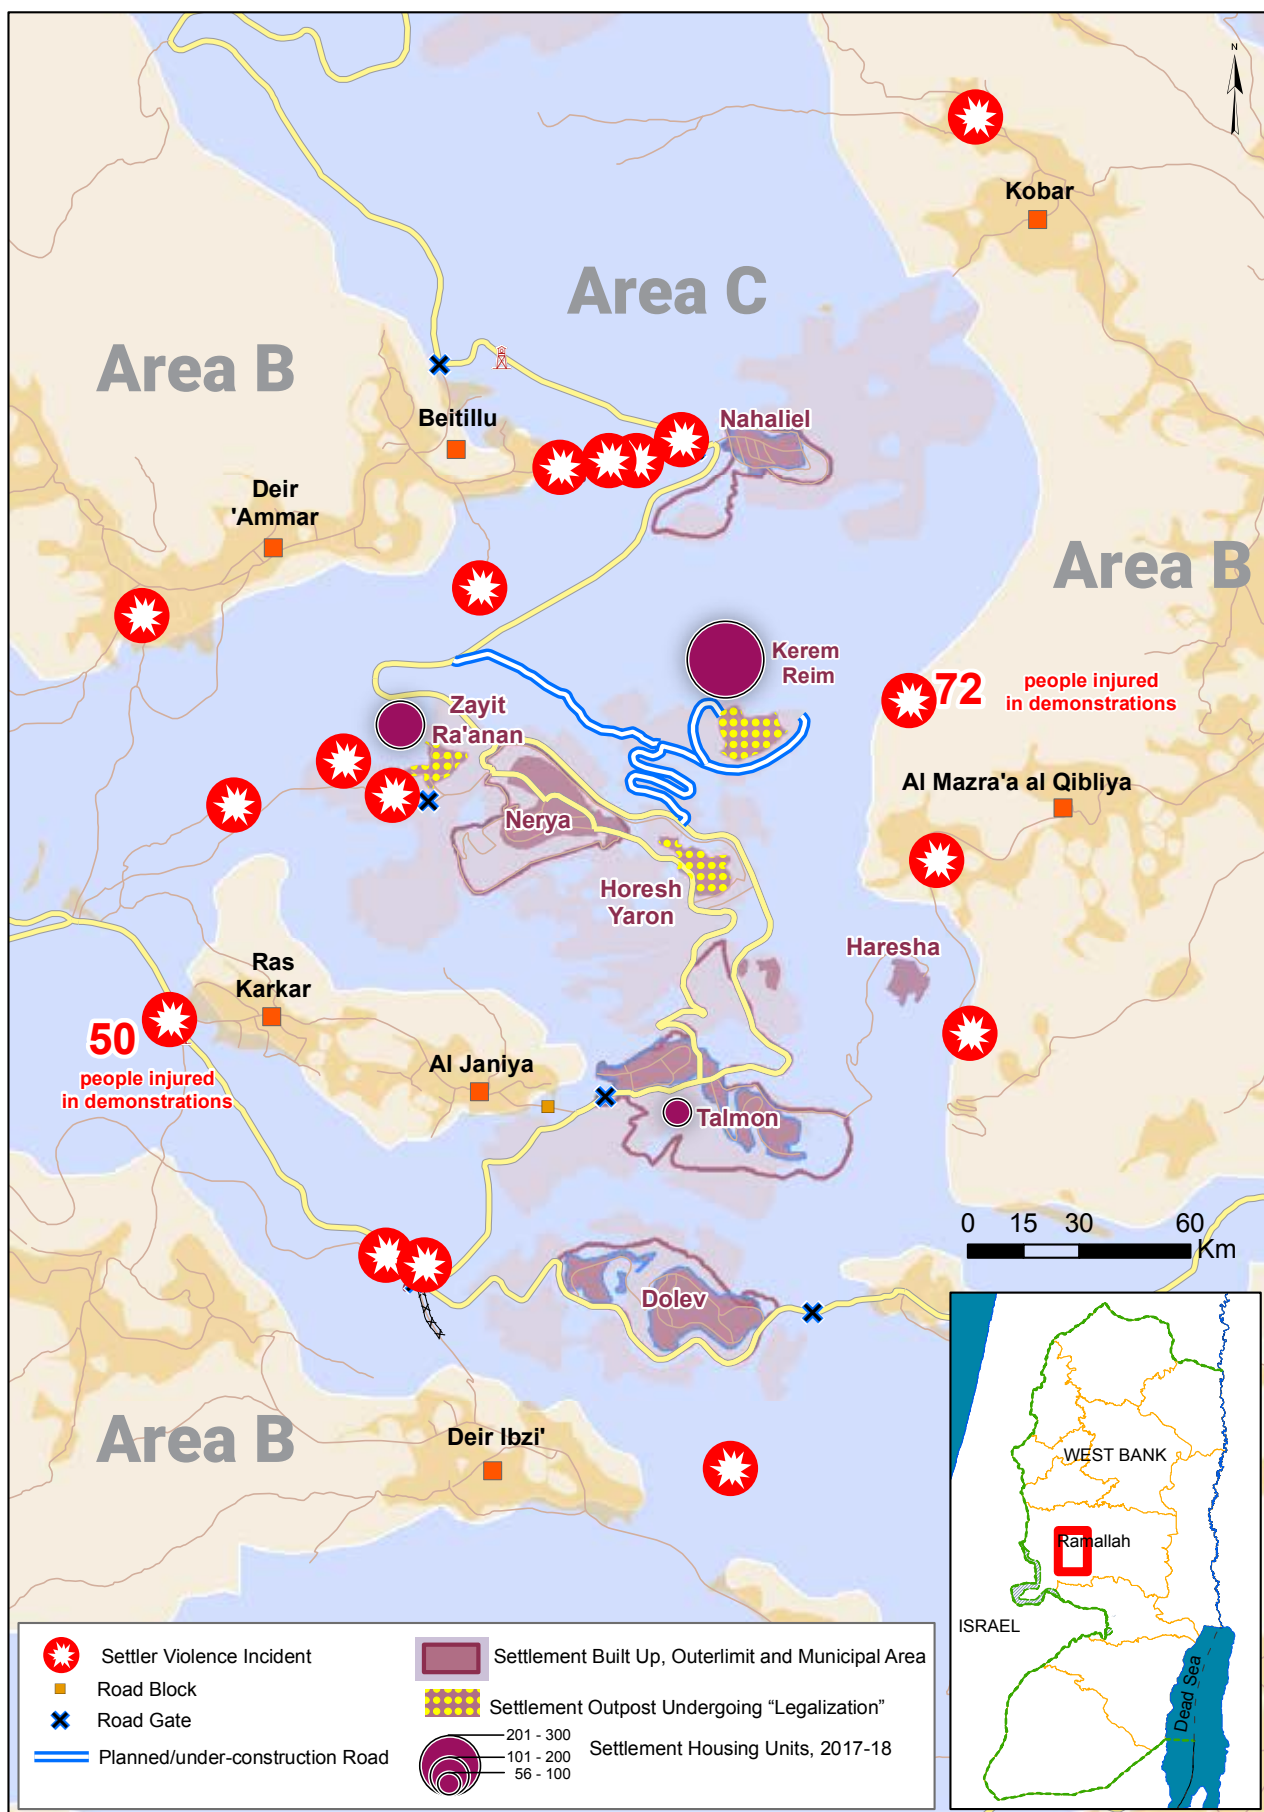 N
Kobar
Area C
Area B
Beitillu
Nahaliel
Deir
'Ammar
Area B
Kerem
Reim
72
people injured
in demonstrations
Zayit
Ra'anan
Al Mazra'a al Qibliya
Nerya
Horesh
Yaron
Haresha
Ras
Karkar
50
people injured
in demonstrations
Al Janiya
Talmon
0 15 30 60
Km
Dolev
Area B
Deir Ibzi'
WEST BANK
Ramallah
ISRAEL
Dead Sea
Settler Violence Incident
Road Block
Road Gate
Planned/under-construction Road
Settlement Built Up, Outerlimit and Municipal Area
Settlement Outpost Undergoing “Legalization”
201 - 300
101 - 200
56 - 100
Settlement Housing Units, 2017-18